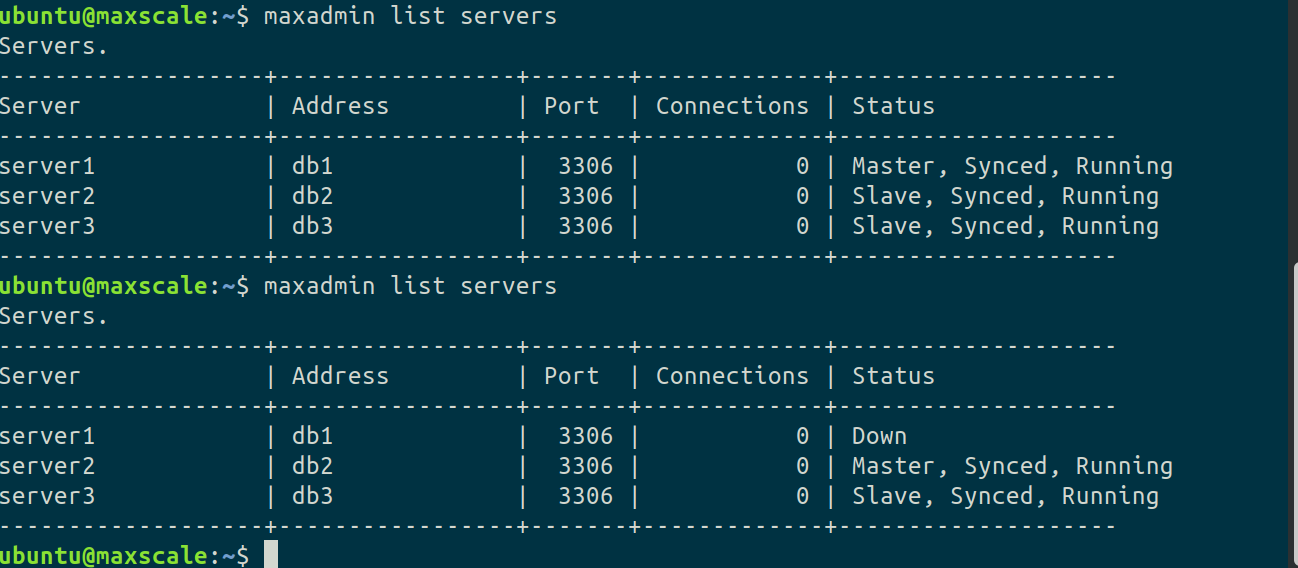 ubuntu@maxscale:~$ maxadmin list servers
Servers.
-------------------+-----------------+-------+-------------+--------------------
Server             | Address         | Port  | Connections | Status
-------------------+-----------------+-------+-------------+--------------------
server1            | db1             |  3306 |           0 | Master, Synced, Running
server2            | db2             |  3306 |           0 | Slave, Synced, Running
server3            | db3             |  3306 |           0 | Slave, Synced, Running
-------------------+-----------------+-------+-------------+--------------------
ubuntu@maxscale:~$ maxadmin list servers
Servers.
-------------------+-----------------+-------+-------------+--------------------
Server             | Address         | Port  | Connections | Status
-------------------+-----------------+-------+-------------+--------------------
server1            | db1             |  3306 |           0 | Down
server2            | db2             |  3306 |           0 | Master, Synced, Running
server3            | db3             |  3306 |           0 | Slave, Synced, Running
-------------------+-----------------+-------+-------------+--------------------
ubuntu@maxscale:~$